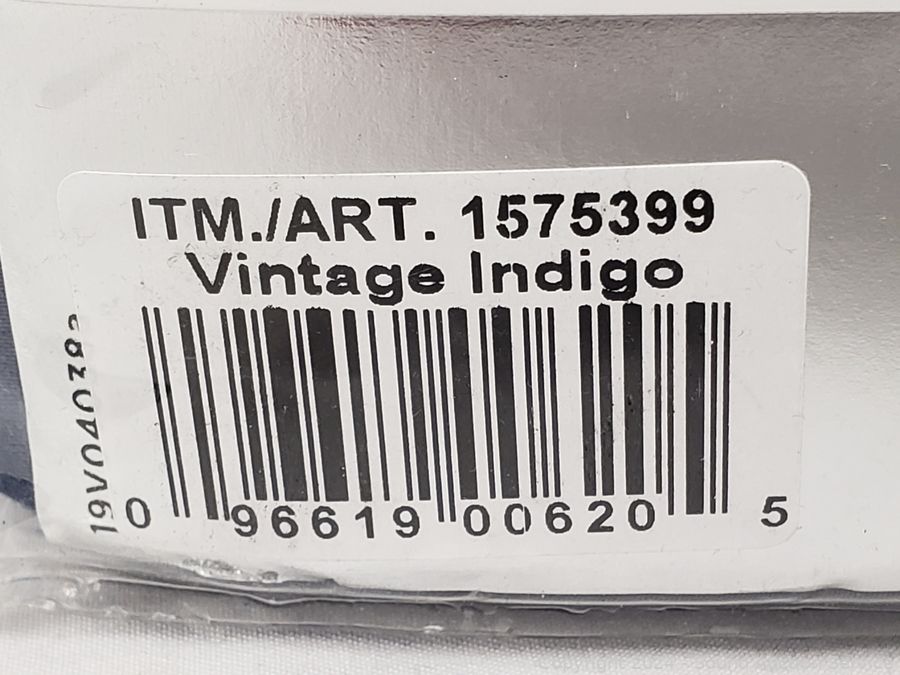 ITM./ART. 1575399
Vintage Indigo
0 96619 00620 5